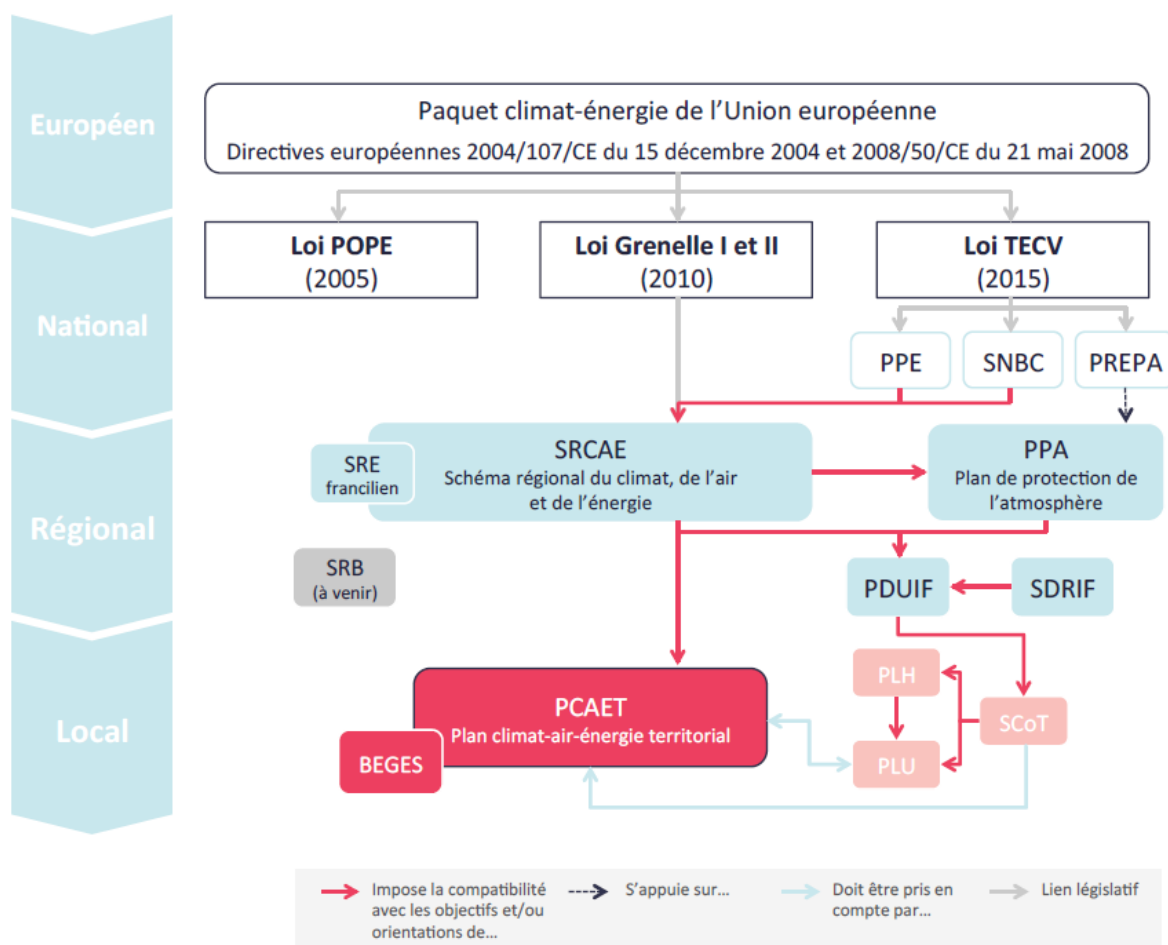 Européen
Paquet climat-énergie de l'Union européenne
Directives européennes 2004/107/CE du 15 décembre 2004 et 2008/50/CE du 21 mai 2008
National
Loi POPE
(2005)
Loi Grenelle I et II
(2010)
Loi TECV
(2015)
PPE
SNBC
PREPA
Régional
SRE
francilien
SRCAE
Schéma régional du climat, de l'air
et de l'énergie
PPA
Plan de protection de
l'atmosphère
SRB
(à venir)
PDUIF
SDRIF
Local
PCAET
Plan climat-air-énergie territorial
BEGES
PLH
SCoT
PLU
Impose la compatibilité
avec les objectifs et/ou
orientations de...
S'appuie sur...
Doit être pris en
compte par...
Lien législatif